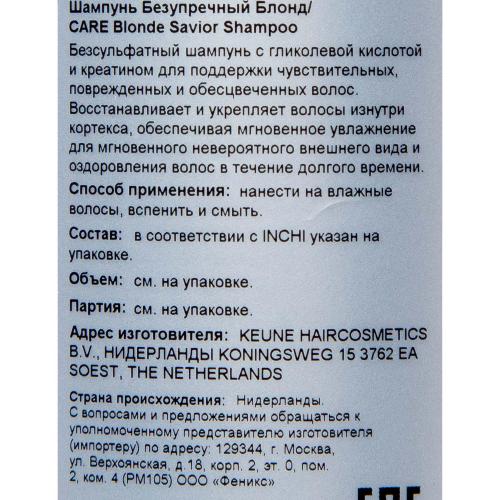 Шампунь Безупречный Блонд/
CARE Blonde Savior Shampoo
Безсульфатный шампунь с гликолевой кислотой
и креатином для поддержки чувствительных,
поврежденных и обесцвеченных волос.
Восстанавливает и укрепляет волосы изнутри
кортекса, обеспечивая мгновенное увлажнение
для мгновенного невероятного внешнего вида и
оздоровления волос в течение долгого времени.
Способ применения: нанести на влажные
волосы, вспенить и смыть.
Состав: в соответствии с INCHI указан на
упаковке.
Объем: см. на упаковке.
Партия: см. на упаковке.
Адрес изготовителя: KEUNE HAIRCOSMETICS
B.V., НИДЕРЛАНДЫ KONINGSWEG 15 3762 EA
SOEST, THE NETHERLANDS
Страна происхождения: Нидерланды.
С вопросами и предложениями обращаться к
уполномоченному представителю изготовителя
(импортеру) по адресу: 129344, г. Москва,
ул. Верхоянская, д.18, корп. 2, эт. 0, пом.
2, ком. 4 (РМ105) ООО «Феникс»